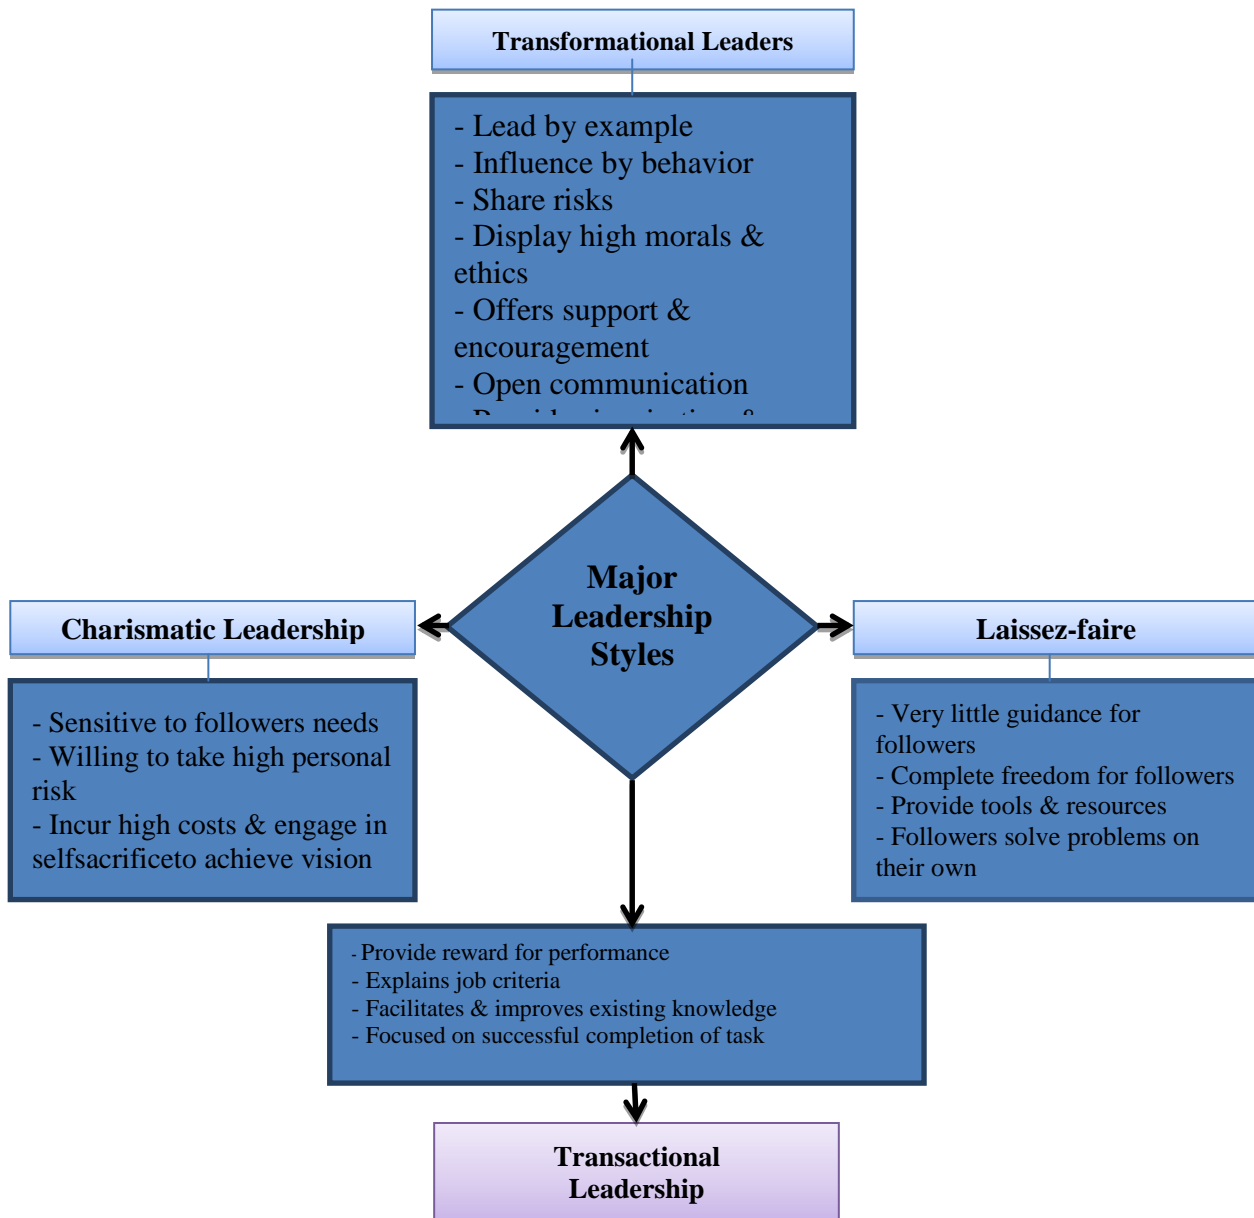 Transformational Leaders
- Lead by example
- Influence by behavior
- Share risks
- Display high morals &
ethics
- Offers support &
encouragement
- Open communication
Major
Leadership
Styles
Charismatic Leadership
- Sensitive to followers needs
- Willing to take high personal
risk
- Incur high costs & engage in
selfsacrificeto achieve vision
Laissez-faire
- Very little guidance for
followers
- Complete freedom for followers
- Provide tools & resources
- Followers solve problems on
their own
- Provide reward for performance
- Explains job criteria
- Facilitates & improves existing knowledge
- Focused on successful completion of task
Transactional
Leadership